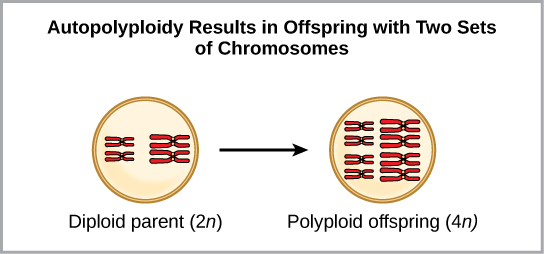 Autopolyploidy Results in Offspring with Two Sets
of Chromosomes
Diploid parent (2n)
Polyploid offspring (4n)